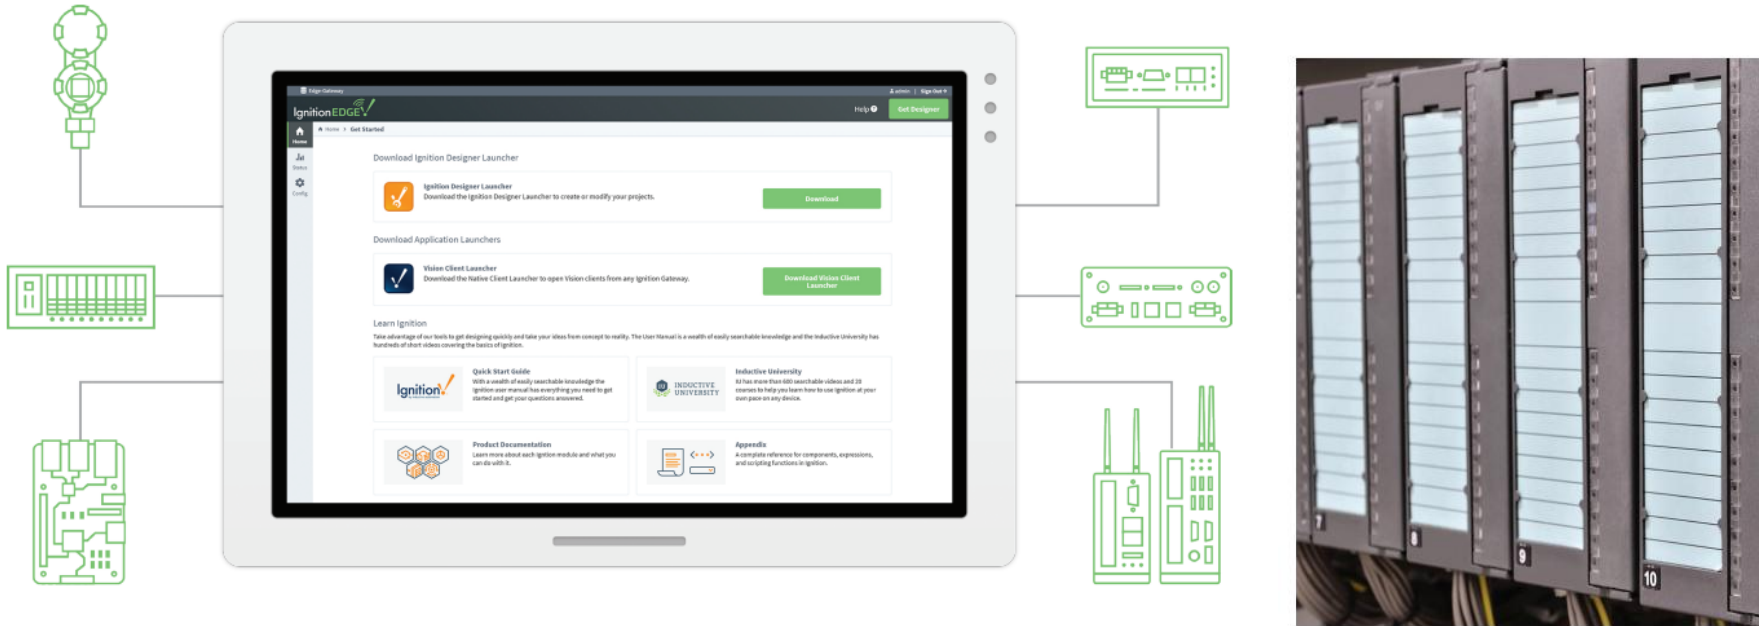 Edge-Gateway
admin | Sign Out
Ignition EDGE
Help ?
Get Designer
Home
Home > Get Started
Status
Config
Download Ignition Designer Launcher
Ignition Designer Launcher
Download the Ignition Designer Launcher to create or modify your projects.
Download
Download Application Launchers
Vision Client Launcher
Download the Native Client Launcher to open Vision clients from any Ignition Gateway.
Download Vision Client
Launcher
Learn Ignition
Take advantage of our tools to get designing quickly and take your ideas from concept to reality. The User Manual is a wealth of easily searchable knowledge and the Inductive University has
hundreds of short videos covering the basics of Ignition.
Ignition
Quick Start Guide
With a wealth of easily searchable knowledge the
Ignition user manual has everything you need to get
started and get your questions answered.
INDUCTIVE
UNIVERSITY
Inductive University
IU has more than 600 searchable videos and 20
courses to help you learn how to use Ignition at your
own pace on any device.
Product Documentation
Learn more about each Ignition module and what you
can do with it.
Appendix
A complete reference for components, expressions,
and scripting functions in Ignition.
7
8
9
10